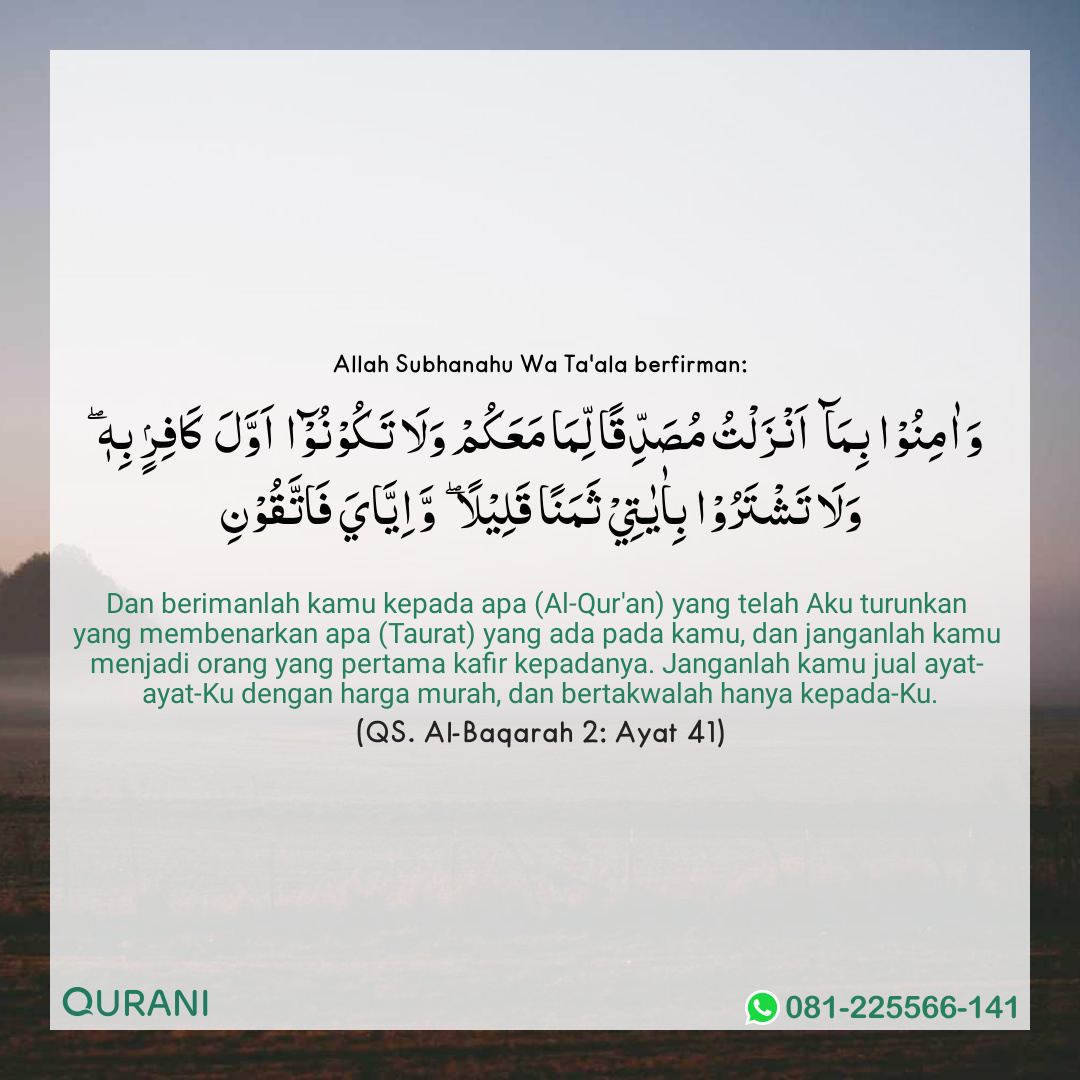 Allah Subhanahu Wa Ta'ala berfirman:
وَاٰمِنُوْا بِمَآ اَنْزَلْتُ مُصَدِّقًا لِّمَا مَعَكُمْ وَلَا تَكُوْنُوْٓا اَوَّلَ كَافِرٍۢ بِهٖ ۖ
وَلَا تَشْتَرُوْا بِاٰيٰتِيْ ثَمَنًا قَلِيْلًا ۖ وَّاِيَّايَ فَاتَّقُوْنِ
Dan berimanlah kamu kepada apa (Al-Qur'an) yang telah Aku turunkan
yang membenarkan apa (Taurat) yang ada pada kamu, dan janganlah kamu
menjadi orang yang pertama kafir kepadanya. Janganlah kamu jual ayat-
ayat-Ku dengan harga murah, dan bertakwalah hanya kepada-Ku.
(QS. Al-Baqarah 2: Ayat 41)
QURANI
081-225566-141